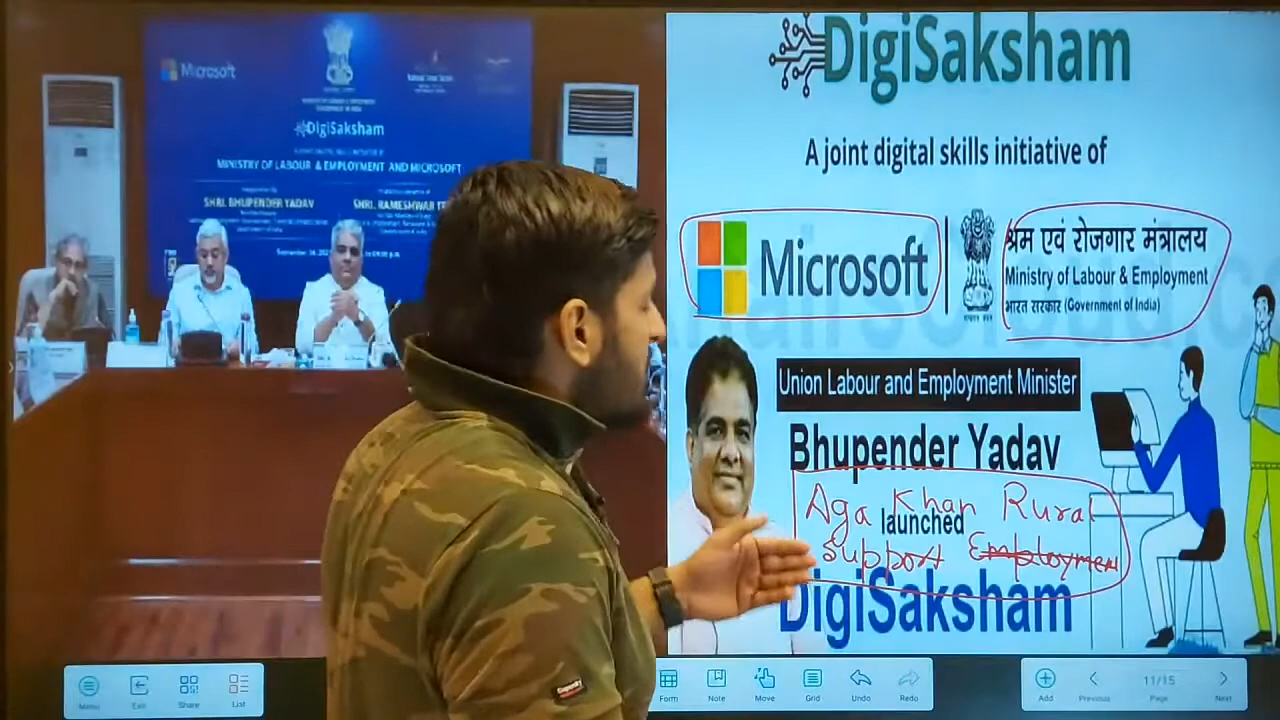 Microsoft
DigiSaksham
MINISTRY OF LABOUR & EMPLOYMENT AND MICROSOFT
SHRI. BHUPENDER YADAV
SHRI. RAMESHWAR
DigiSaksham
A joint digital skills initiative of
Microsoft
श्रम एवं रोजगार मंत्रालय
Ministry of Labour & Employment
भारत सरकार (Government of India)
Union Labour and Employment Minister
Bhupender Yadav
Aga Khan Rural
launched
Support Employmen
DigiSaksham
Menu
Exit
Share
List
Form
Note
Move
Grid
Undo
Redo
Add
Previous
11/15
Page
Next